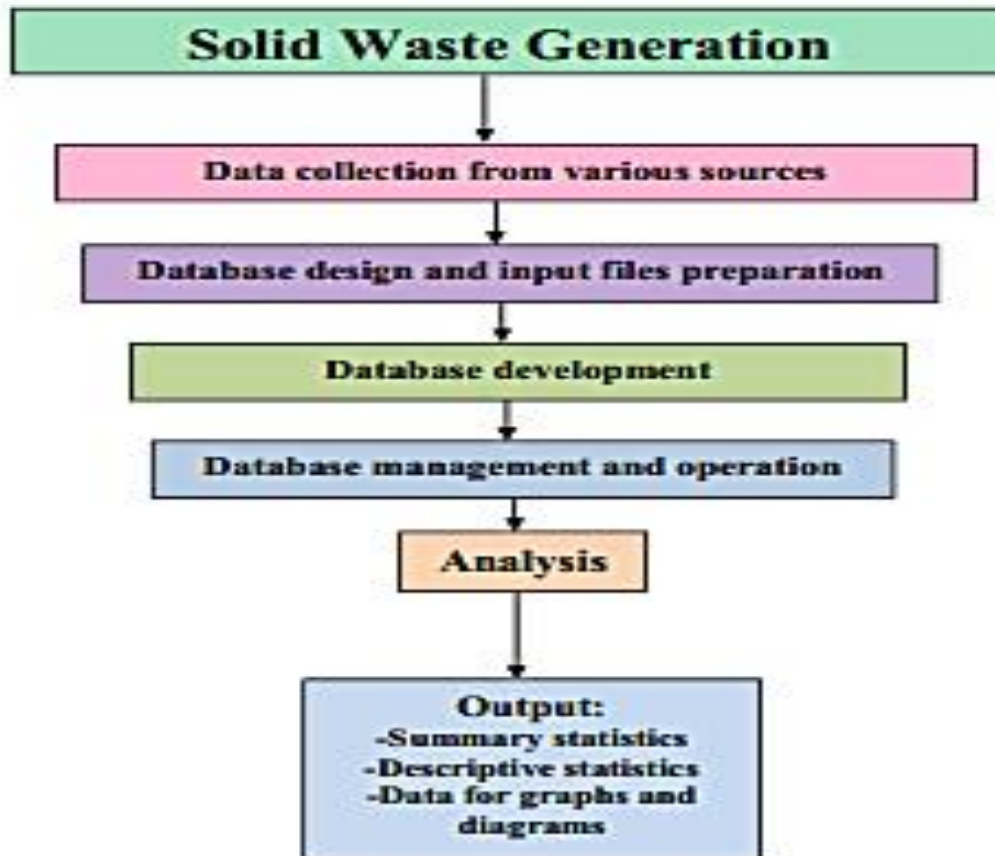 Solid Waste Generation
Data collection from various sources
Database design and input files preparation
Database development
Database management and operation
Analysis
Output:
-Summary statistics
-Descriptive statistics
-Data for graphs and
diagrams